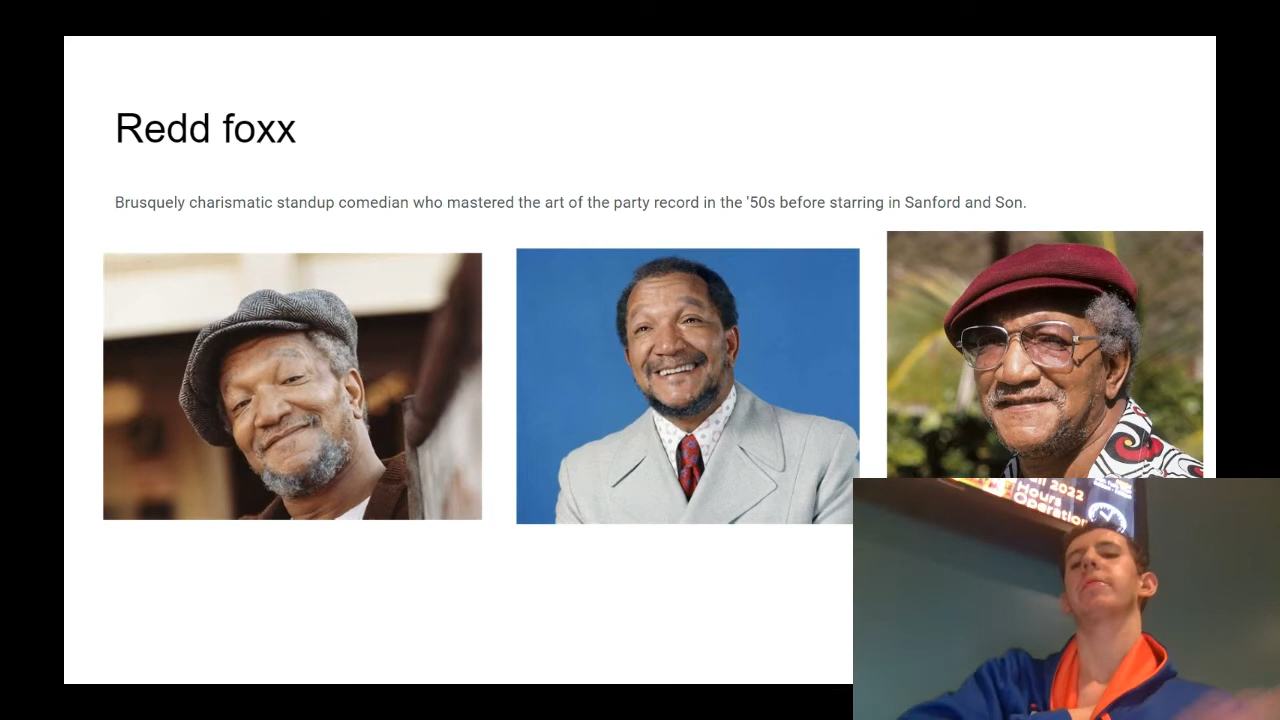 Redd foxx
Brusquely charismatic standup comedian who mastered the art of the party record in the '50s before starring in Sanford and Son.
2022
Hours
Operation